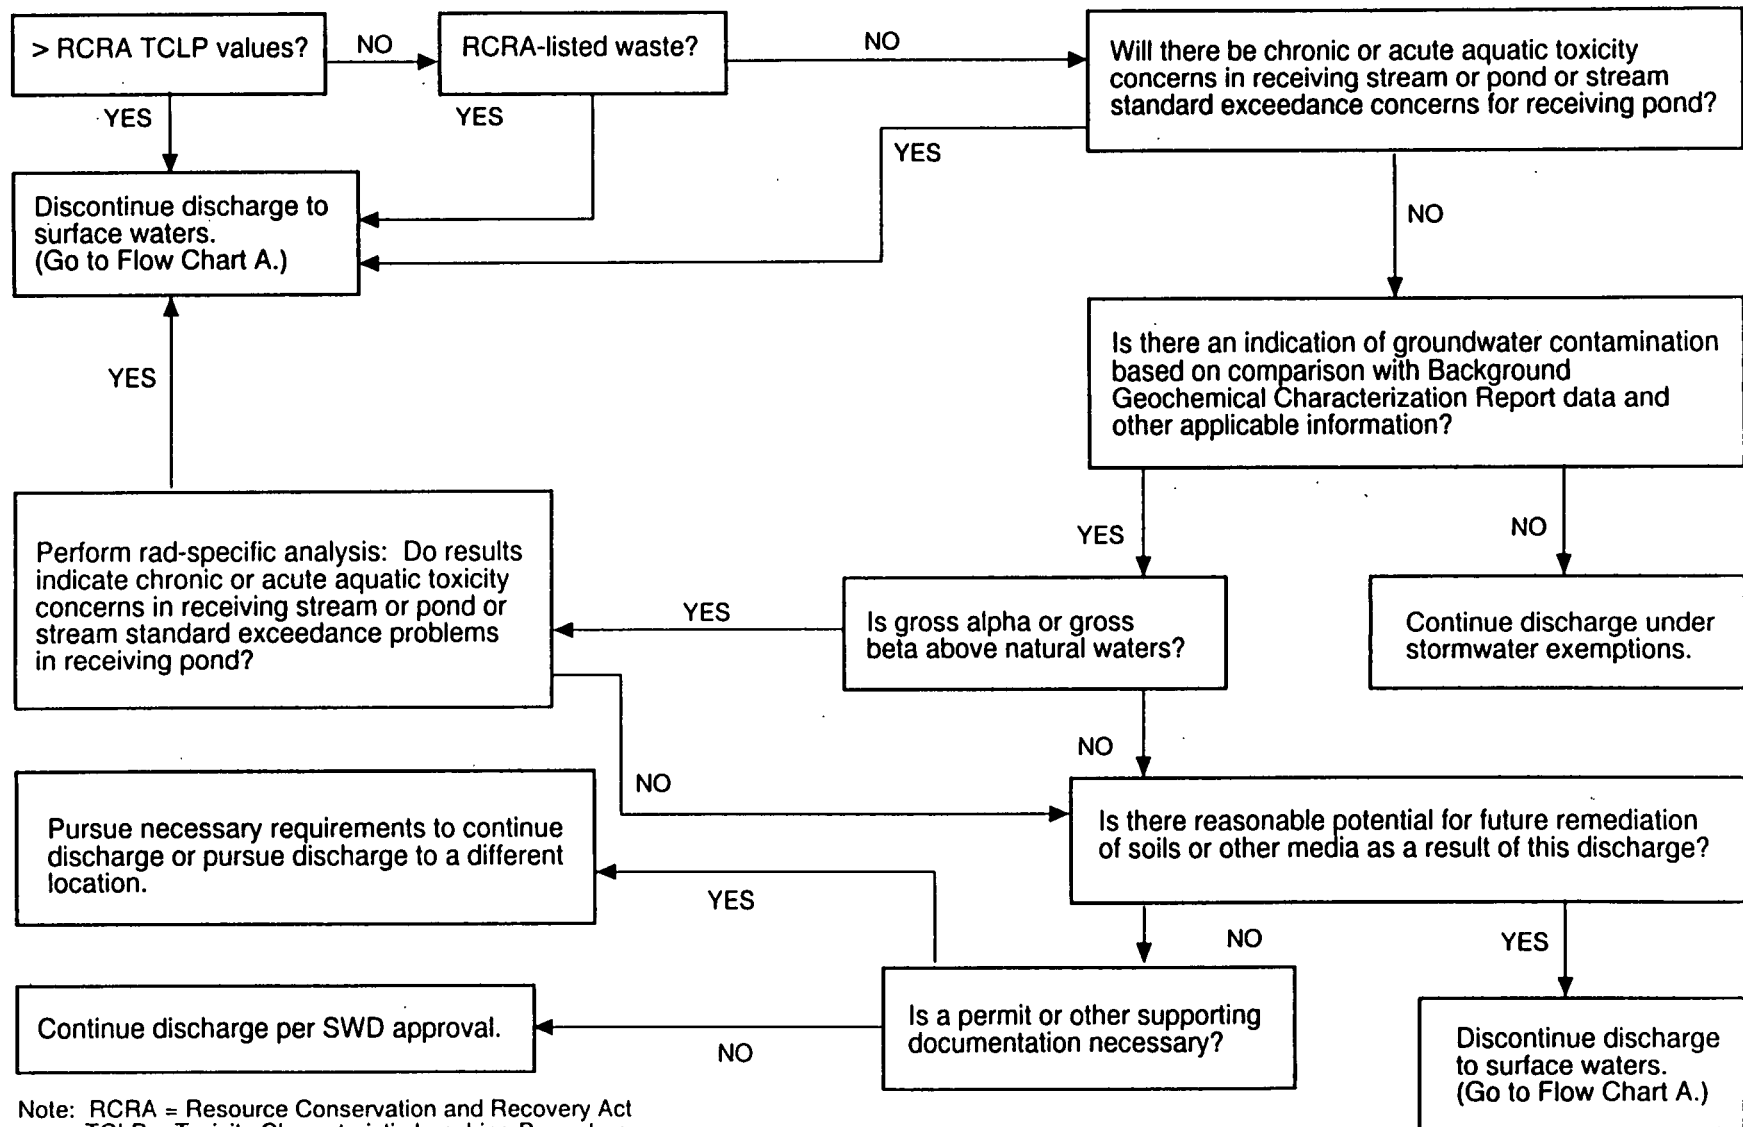 > RCRA TCLP values?
NO
RCRA-listed waste?
NO
Will there be chronic or acute aquatic toxicity
concerns in receiving stream or pond or stream
standard exceedance concerns for receiving pond?
YES
YES
YES
Discontinue discharge to
surface waters.
(Go to Flow Chart A.)
NO
Is there an indication of groundwater contamination
based on comparison with Background
Geochemical Characterization Report data and
other applicable information?
YES
YES
NO
Perform rad-specific analysis: Do results
indicate chronic or acute aquatic toxicity
concerns in receiving stream or pond or
stream standard exceedance problems
in receiving pond?
YES
Is gross alpha or gross
beta above natural waters?
Continue discharge under
stormwater exemptions.
NO
NO
Pursue necessary requirements to continue
discharge or pursue discharge to a different
location.
Is there reasonable potential for future remediation
of soils or other media as a result of this discharge?
YES
NO
YES
Continue discharge per SWD approval.
NO
Is a permit or other supporting
documentation necessary?
Discontinue discharge
to surface waters.
(Go to Flow Chart A.)
Note: RCRA = Resource Conservation and Recovery Act